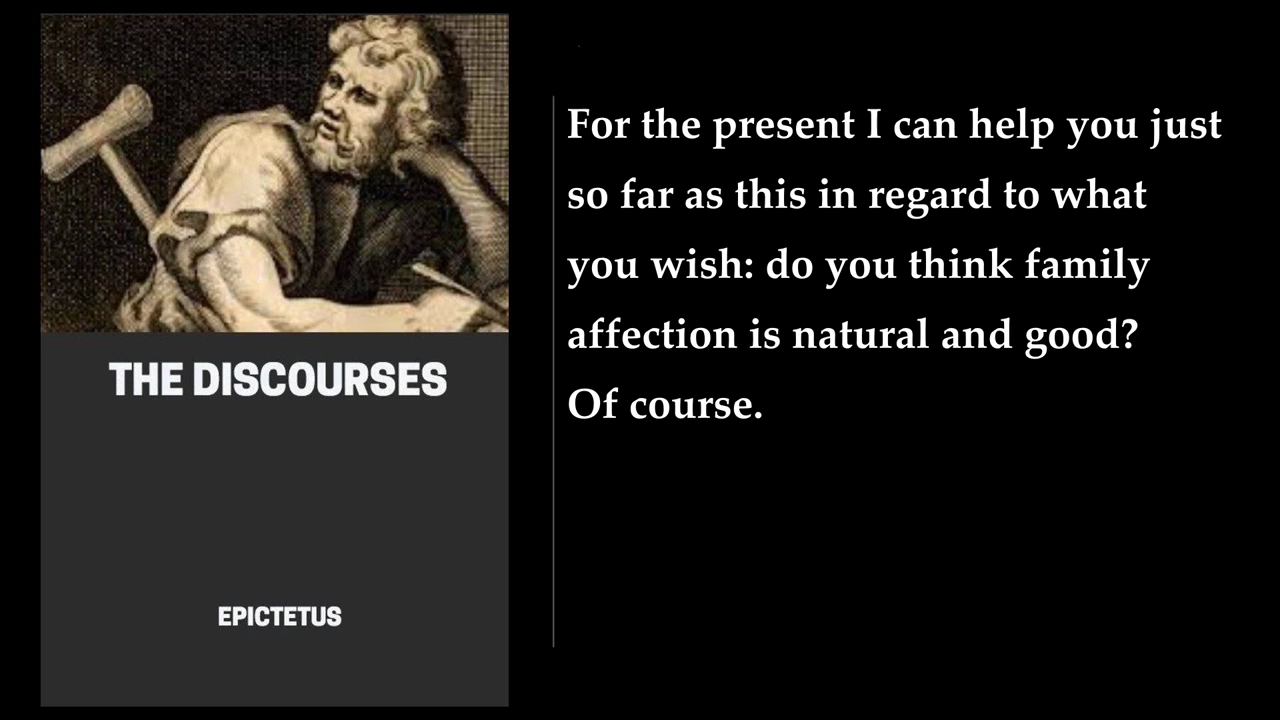 THE DISCOURSES
EPICTETUS
For the present I can help you just
so far as this in regard to what
you wish: do you think family
affection is natural and good?
Of course.